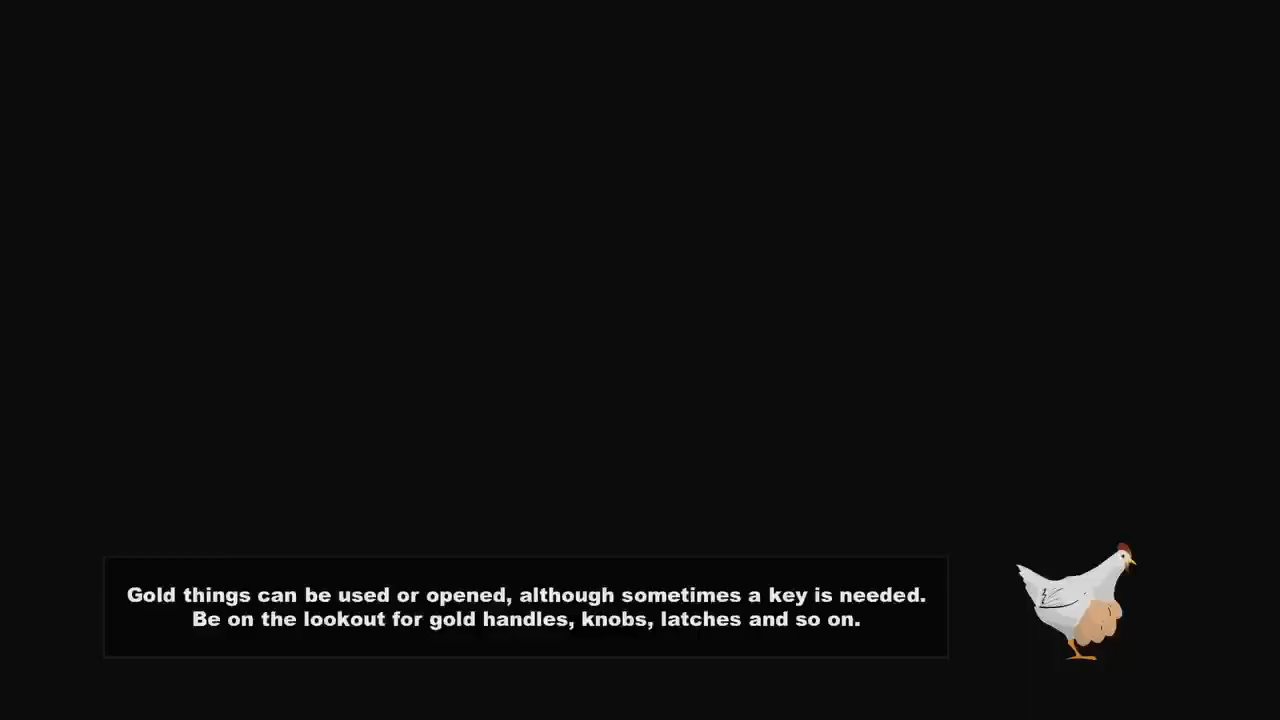 Gold things can be used or opened, although sometimes a key is needed.
Be on the lookout for gold handles, knobs, latches and so on.